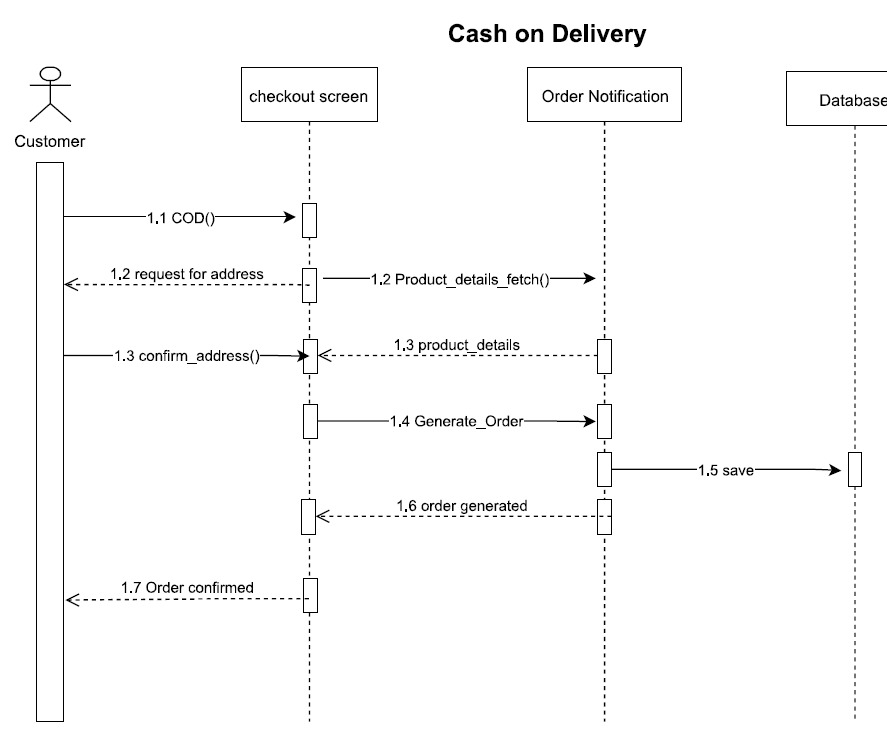 Cash on Delivery
Customer
checkout screen
Order Notification
Database
1.1 COD()
1.2 request for address
1.2 Product_details_fetch()
1.3 confirm_address()
1.3 product_details
1.4 Generate_Order
1.5 save
1.6 order generated
1.7 Order confirmed